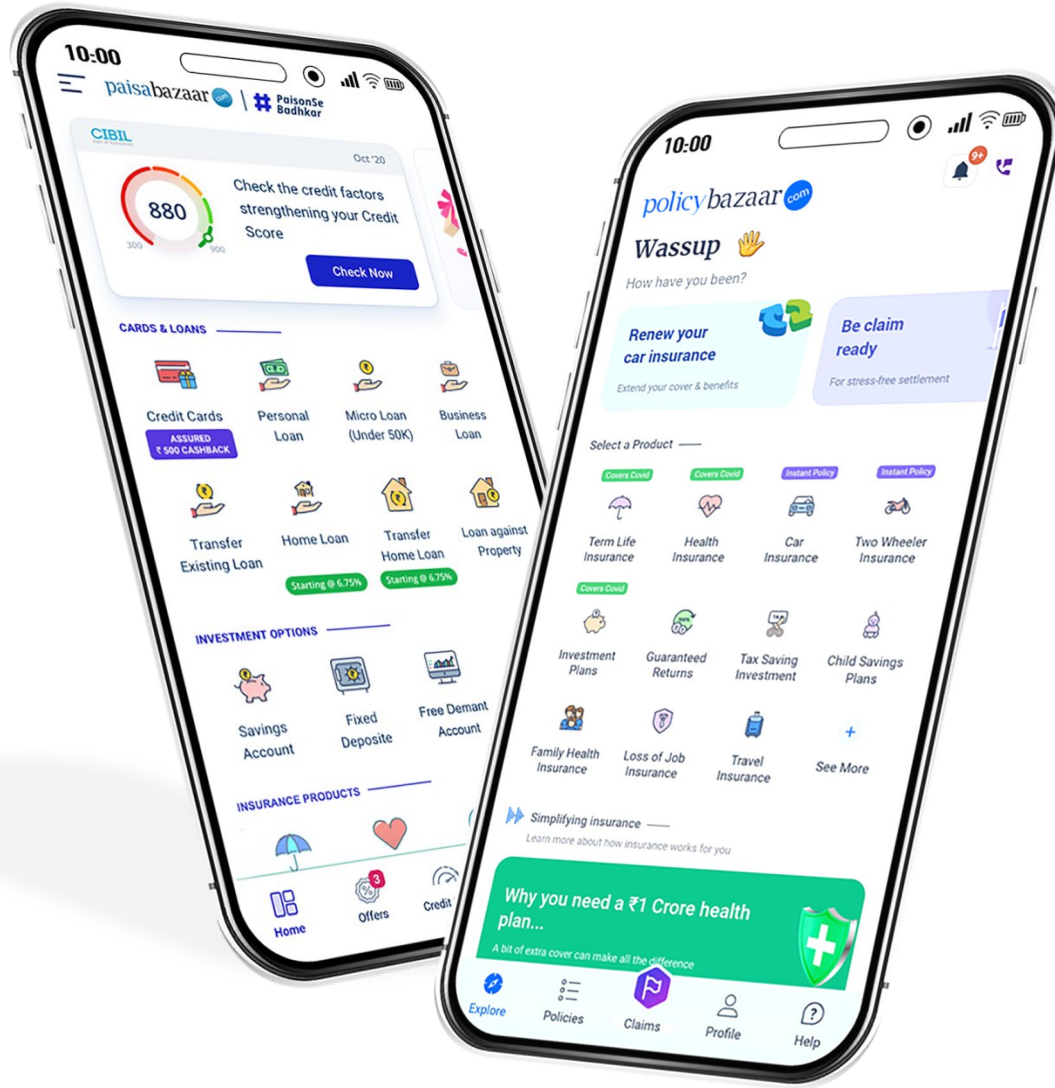 10:00
paisabazaar com | # PaisonSe
Badhkar
CIBIL
Oct '20
880
300
900
Check the credit factors
strengthening your Credit
Score
Check Now
CARDS & LOANS
Credit Cards
ASSURED
₹ 500 CASHBACK
Personal
Loan
Micro Loan
(Under 50K)
Business
Loan
Transfer
Existing Loan
Home Loan
Starting @ 6.75%
Transfer
Home Loan
Starting @ 6.75%
Loan against
Property
INVESTMENT OPTIONS
Savings
Account
Fixed
Deposite
Free Demant
Account
INSURANCE PRODUCTS
Home
Offers
3
Credit
10:00
9+
policybazaar com
Wassup
How have you been?
Renew your
car insurance
Extend your cover & benefits
Be claim
ready
For stress-free settlement
Select a Product
Covers Covid
Term Life
Insurance
Covers Covid
Health
Insurance
Instant Policy
Car
Insurance
Instant Policy
Two Wheeler
Insurance
Covers Covid
Investment
Plans
Guaranteed
Returns
Tax Saving
Investment
Child Savings
Plans
Family Health
Insurance
Loss of Job
Insurance
Travel
Insurance
+
See More
Simplifying insurance
Learn more about how insurance works for you
Why you need a ₹1 Crore health
plan...
A bit of extra cover can make all the difference
Explore
Policies
Claims
Profile
?
Help